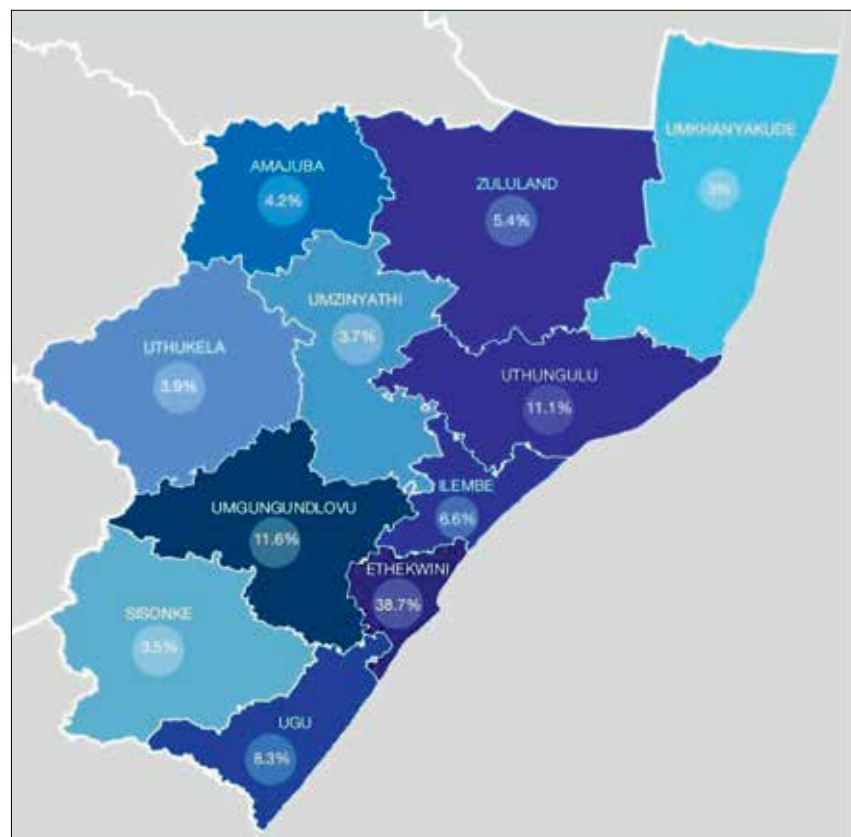 UMKHANYAKUDE
3%
AMAJUBA
4.2%
ZULULAND
5.4%
UMZINYATHI
3.7%
UTHUKELA
3.9%
UTHUNGULU
11.1%
ILEMBE
6.6%
UMGUNGUNDLOVU
11.6%
ETHEKWINI
38.7%
SISONKE
3.5%
UGU
8.3%